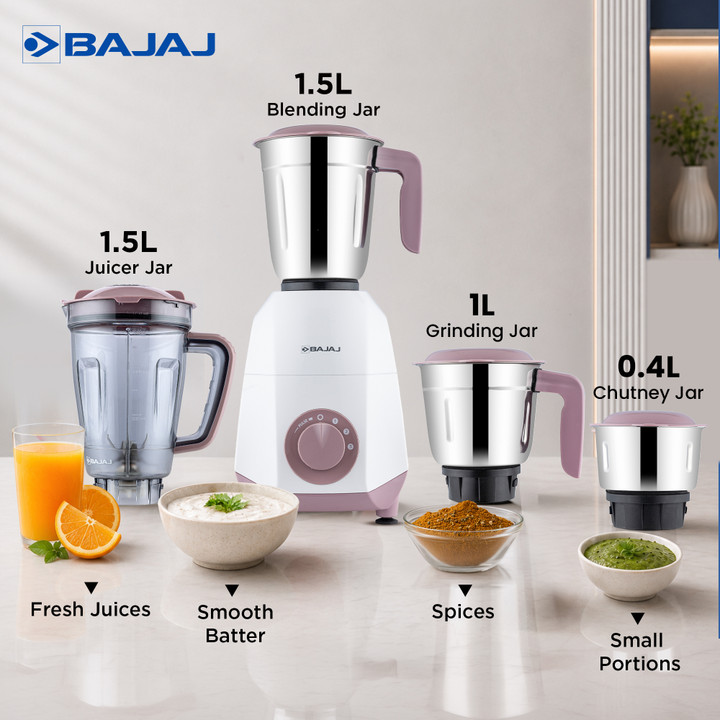 BAJAJ
1.5L
Blending Jar
1.5L
Juicer Jar
1L
Grinding Jar
0.4L
Chutney Jar
BAJAJ
BAJAJ
Fresh Juices
Smooth
Batter
Spices
Small
Portions